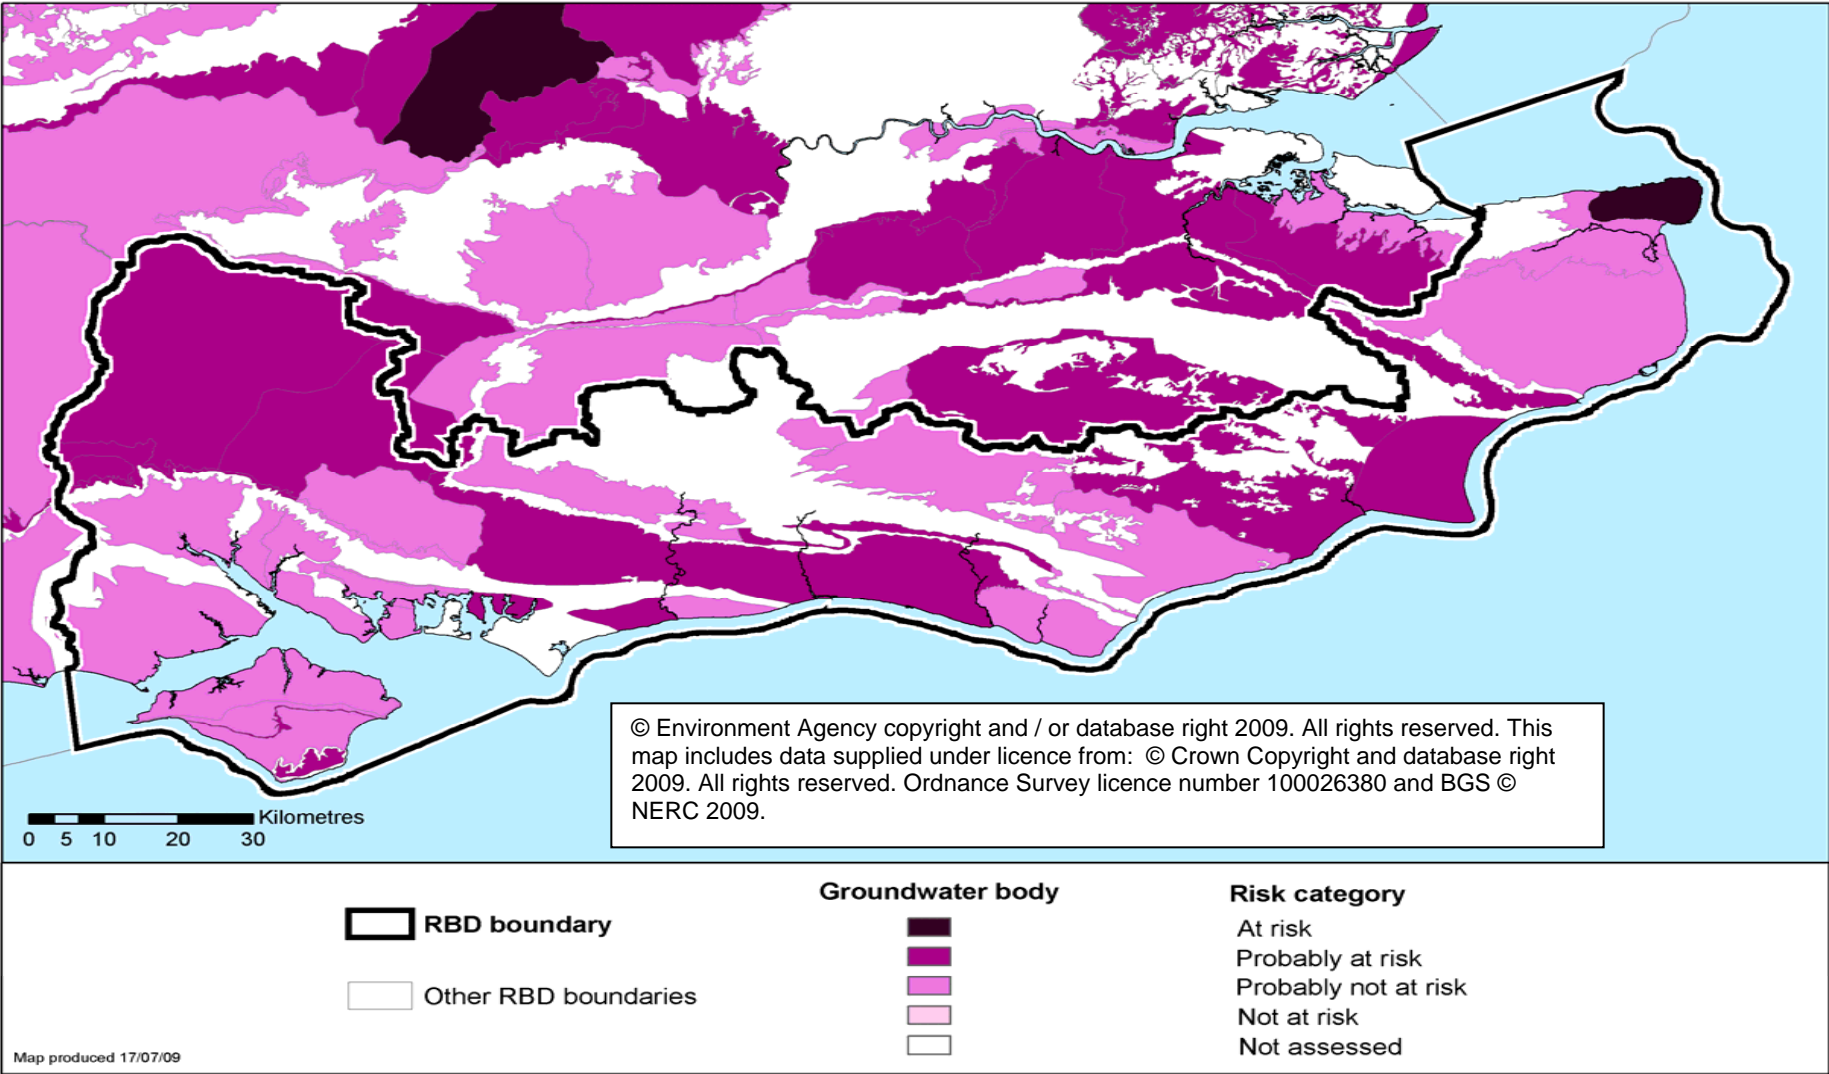 © Environment Agency copyright and / or database right 2009. All rights reserved. This
map includes data supplied under licence from:  © Crown Copyright and database right
2009. All rights reserved. Ordnance Survey licence number 100026380 and BGS ©
NERC 2009.
Kilometres
0 5 10 20 30
Groundwater body
Risk category
RBD boundary
At risk
Probably at risk
Probably not at risk
Other RBD boundaries
Not at risk
Not assessed
Map produced 17/07/09